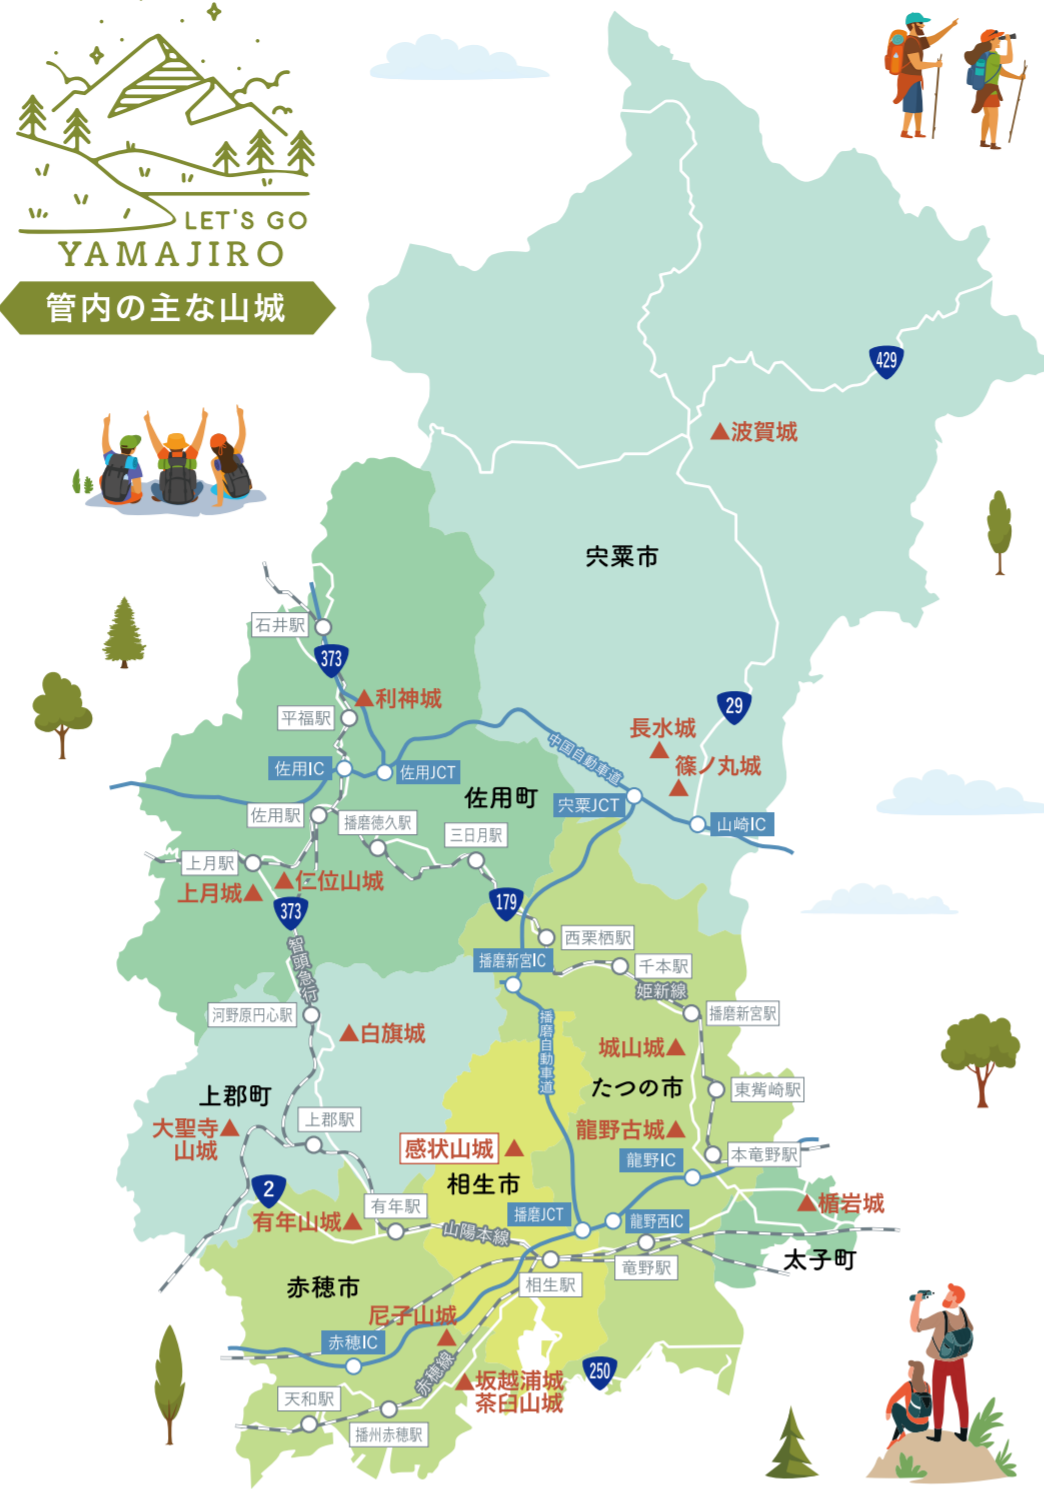 LET'S GO
YAMAJIRO
管内の主な山城
429
波賀城
宍粟市
石井駅
373
利神城
平福駅
29
長水城
篠ノ丸城
中国自動車道
佐用IC
佐用JCT
佐用町
宍粟JCT
山崎IC
佐用駅
播磨徳久駅
三日月駅
上月駅
上月城
仁位山城
373
179
智頭急行
西栗栖駅
播磨新宮IC
千本駅
姫新線
河野原円心駅
播磨新宮駅
白旗城
播磨自動車道
城山城
たつの市
東觜崎駅
上郡町
上郡駅
大聖寺
山城
龍野古城
感状山城
本竜野駅
龍野IC
相生市
2
有年駅
楯岩城
有年山城
播磨JCT
龍野西IC
山陽本線
太子町
竜野駅
赤穂市
相生駅
尼子山城
赤穂IC
250
赤穂線
坂越浦城
茶臼山城
天和駅
播州赤穂駅